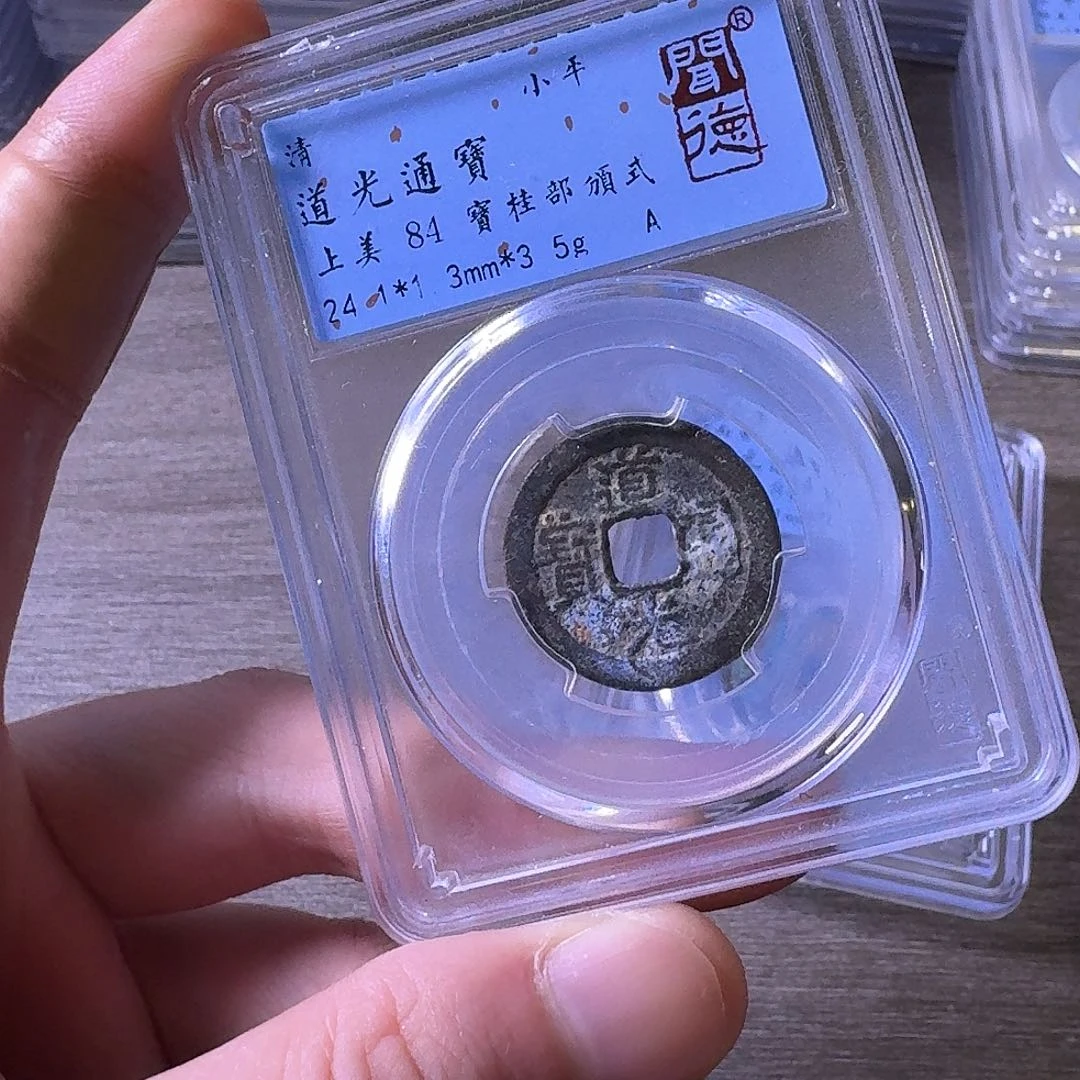 小平
聞德®
清
道光通寶
上美 84 寶桂部頒式
24.1*1.3mm*3.5g A
道光
寶